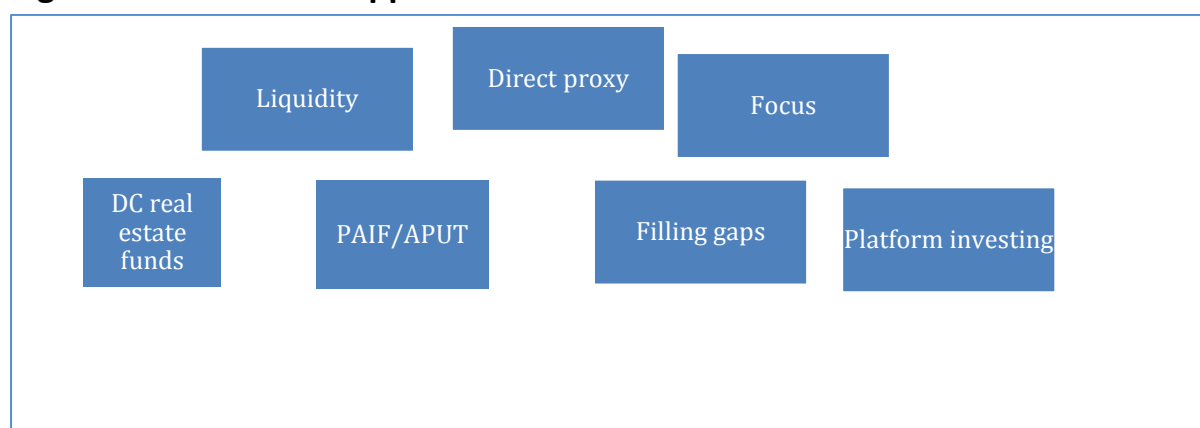 Liquidity
Direct proxy
Focus
DC real
estate
funds
PAIF/APUT
Filling gaps
Platform investing